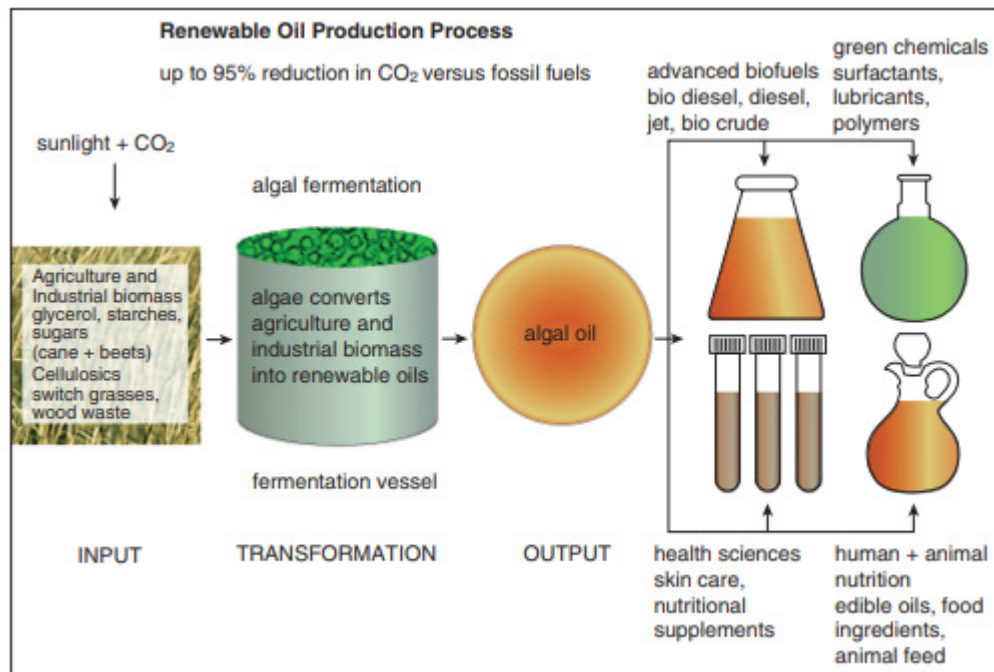 Renewable Oil Production Process
up to 95% reduction in CO₂ versus fossil fuels
sunlight + CO₂
Agriculture and
Industrial biomass
glycerol, starches,
sugars
(cane + beets)
Cellulosics
switch grasses,
wood waste
INPUT
algal fermentation
algae converts
agriculture and
industrial biomass
into renewable oils
fermentation vessel
TRANSFORMATION
algal oil
OUTPUT
advanced biofuels
bio diesel, diesel,
jet, bio crude
green chemicals
surfactants,
lubricants,
polymers
health sciences
skin care,
nutritional
supplements
human + animal
nutrition
edible oils, food
ingredients,
animal feed